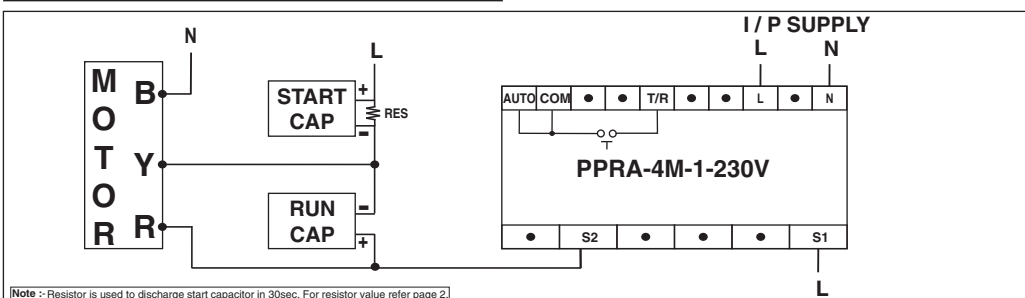 I / P SUPPLY
L N
N
L
MOTOR
B
Y
R
START CAP
+
-
RES
RUN CAP
-
+
AUTO COM ● ● T/R ● ● L ● N
PPRA-4M-1-230V
● S2 ● ● ● S1
L
Note :- Resistor is used to discharge start capacitor in 30sec. For resistor value refer page 2.